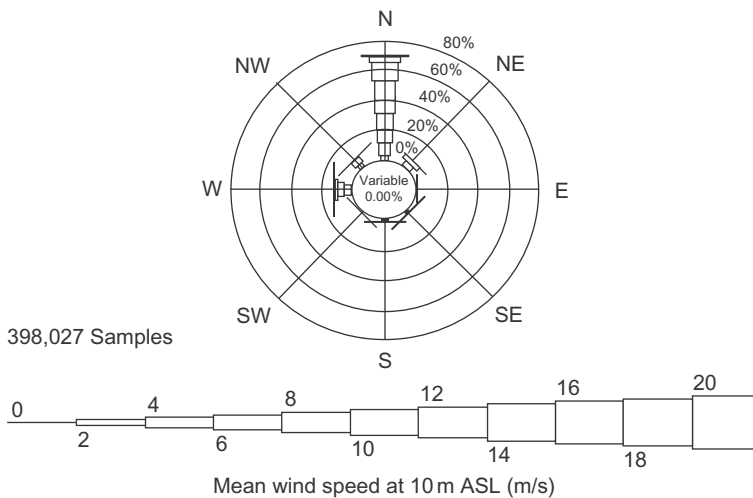 N
80%
NW
NE
60%
40%
20%
0%
Variable
0.00%
W
E
SW
SE
398,027 Samples
S
0
4
8
12
16
20
2
6
10
14
18
Mean wind speed at 10 m ASL (m/s)